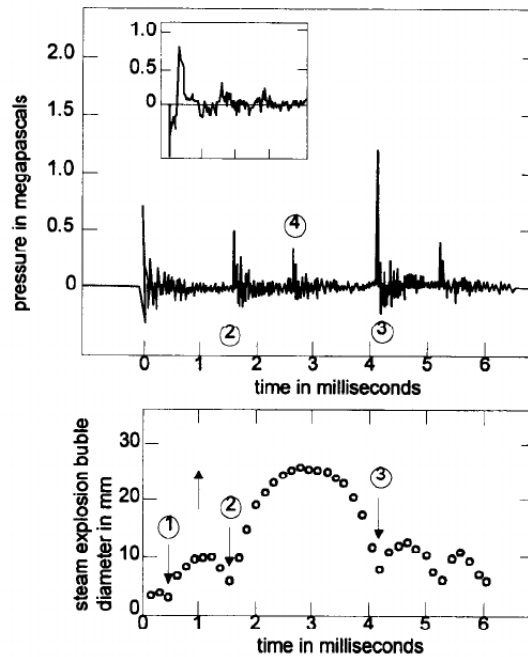 1.0
0.5
0
2.0
1.5
1.0
0.5
0
pressure in megapascals
4
2
3
0 1 2 3 4 5 6
time in milliseconds
steam explosion buble
diameter in mm
30
20
10
0
1
2
3
0 1 2 3 4 5 6
time in milliseconds